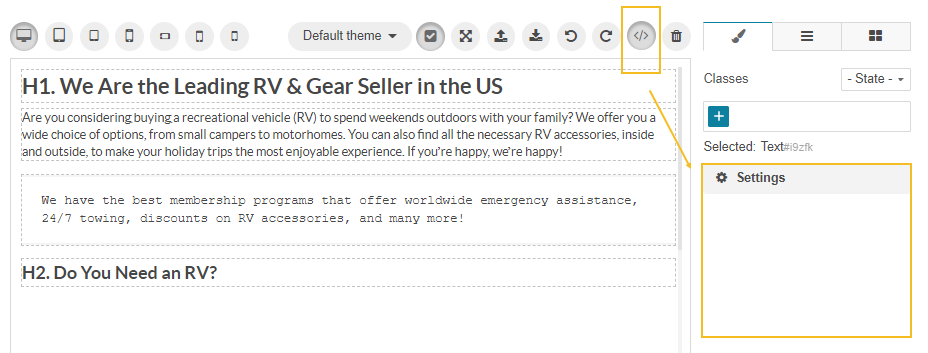 Default theme
</>
H1. We Are the Leading RV & Gear Seller in the US
Are you considering buying a recreational vehicle (RV) to spend weekends outdoors with your family? We offer you a
wide choice of options, from small campers to motorhomes. You can also find all the necessary RV accessories, inside
and outside, to make your holiday trips the most enjoyable experience. If you're happy, we're happy!
We have the best membership programs that offer worldwide emergency assistance,
24/7 towing, discounts on RV accessories, and many more!
H2. Do You Need an RV?
Classes
- State -
+
Selected: Text#i9zfk
Settings